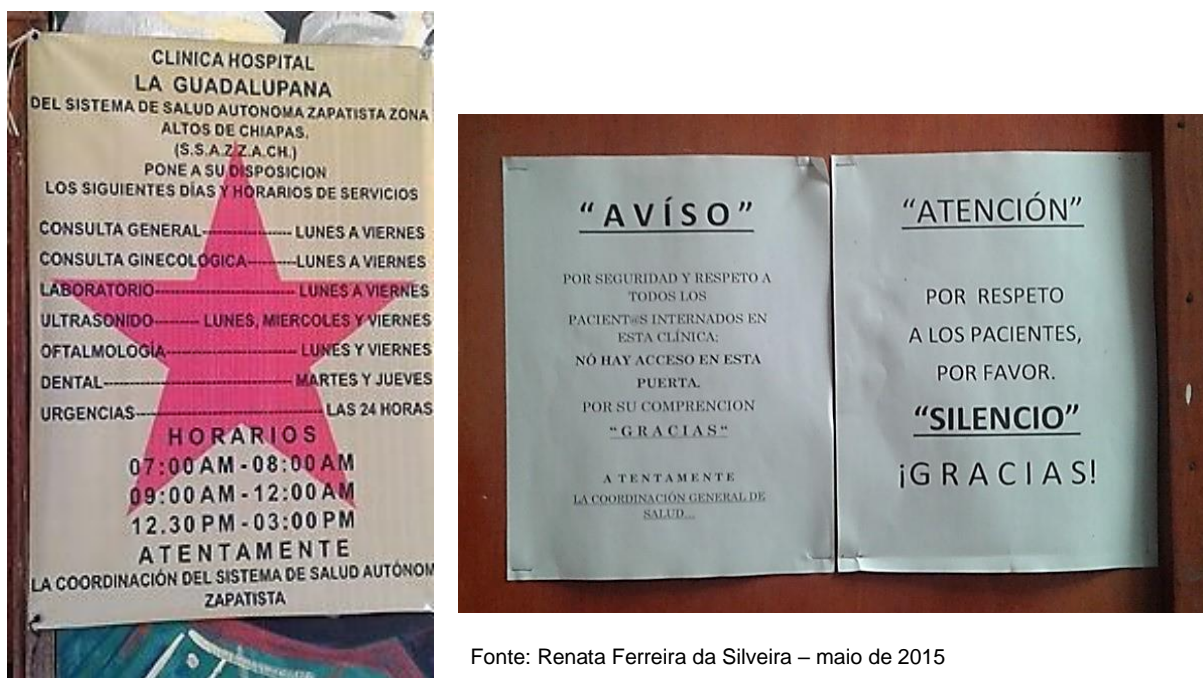 CLINICA HOSPITAL
LA GUADALUPANA
DEL SISTEMA DE SALUD AUTONOMA ZAPATISTA ZONA
ALTOS DE CHIAPAS.
(S.S.A.Z.Z.A.CH.)
PONE A SU DISPOSICION
LOS SIGUIENTES DÍAS Y HORARIOS DE SERVICIOS
CONSULTA GENERAL------------------- LUNES A VIERNES
CONSULTA GINECOLOGICA---------LUNES A VIERNES
LABORATORIO----------------------- LUNES A VIERNES
ULTRASONIDO-------- LUNES, MIERCOLES Y VIERNES
OFTALMOLOGÍA---------------------- LUNES Y VIERNES
DENTAL------------------------------- MARTES Y JUEVES
URGENCIAS------------------------------- LAS 24 HORAS
HORARIOS
07:00 AM - 08:00 AM
09:00 AM - 12:00 AM
12.30 PM - 03:00 PM
ATENTAMENTE
LA COORDINACIÓN DEL SISTEMA DE SALUD AUTÓNOM
ZAPATISTA
“AVÍSO”
POR SEGURIDAD Y RESPETO A
TODOS LOS
PACIENT@S INTERNADOS EN
ESTA CLÍNICA;
NÓ HAY ACCESO EN ESTA
PUERTA.
POR SU COMPRENCION
“GRACIAS“
A TENTAMENTE
LA COORDINACIÓN GENERAL DE
SALUD...
“ATENCIÓN”
POR RESPETO
A LOS PACIENTES,
POR FAVOR.
“SILENCIO”
¡GRACIAS!
Fonte: Renata Ferreira da Silveira – maio de 2015